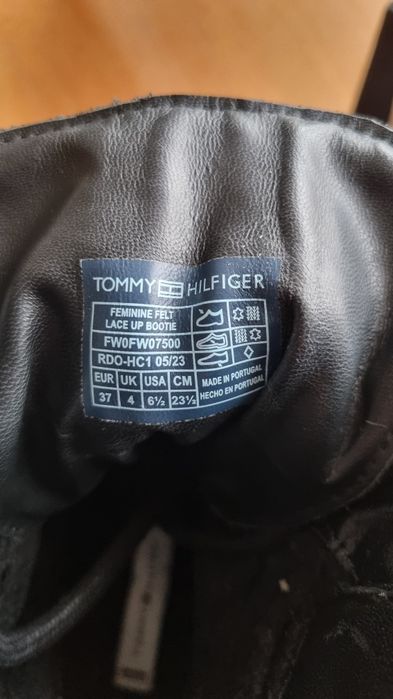 TOMMY HILFIGER
FEMININE FELT
LACE UP BOOTIE
FW0FW07500
RDO-HC1 05/23
EUR UK USA CM
37 4 6½ 23½
MADE IN PORTUGAL
HECHO EN PORTUGAL